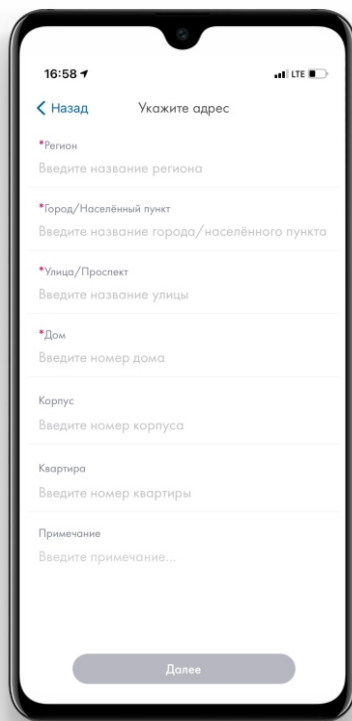 16:58
LTE
Назад
Укажите адрес
*Регион
Введите название региона
*Город/Населённый пункт
Введите название города/населённого пункта
*Улица/Проспект
Введите название улицы
*Дом
Введите номер дома
Корпус
Введите номер корпуса
Квартира
Введите номер квартиры
Примечание
Введите примечание...
Далее